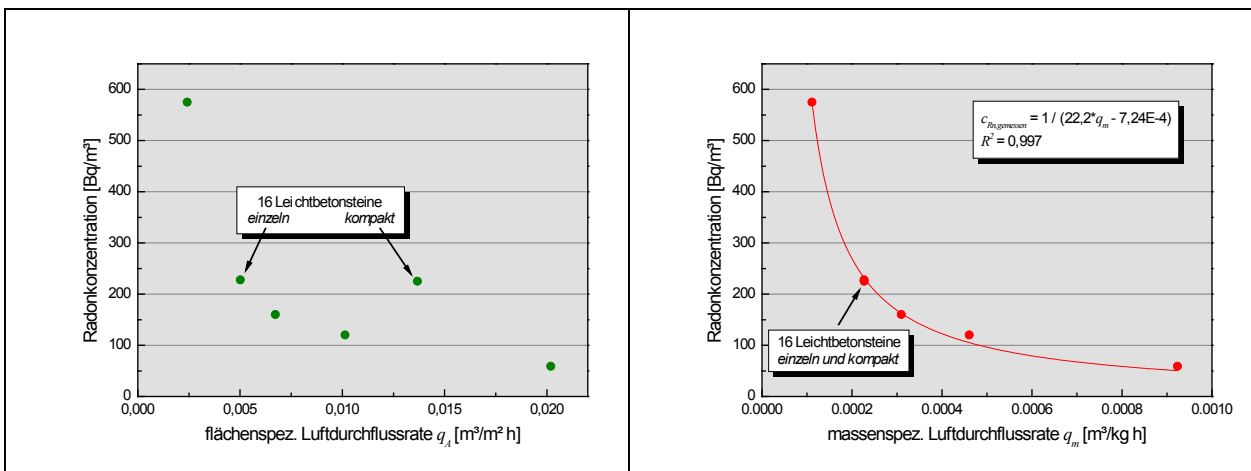 600
500
400
300
200
100
0
Radonkonzentration [Bq/m³]
16 Leichtbetonsteine
einzeln kompakt
0,000 0,005 0,010 0,015 0,020
flächenspez. Luftdurchflussrate q_A [m³/m² h]
600
500
400
300
200
100
0
Radonkonzentration [Bq/m³]
c_Rn,gemessen = 1 / (22,2*q_m - 7,24E-4)
R² = 0,997
16 Leichtbetonsteine
einzeln und kompakt
0.0000 0.0002 0.0004 0.0006 0.0008 0.0010
massenspez. Luftdurchflussrate q_m [m³/kg h]